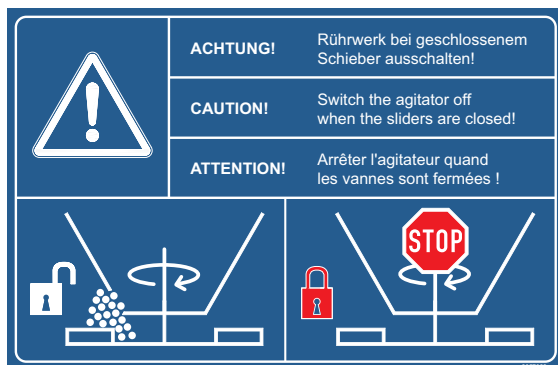 ACHTUNG!
Rührwerk bei geschlossenem
Schieber ausschalten!
CAUTION!
Switch the agitator off
when the sliders are closed!
ATTENTION!
Arrêter l'agitateur quand
les vannes sont fermées !
STOP